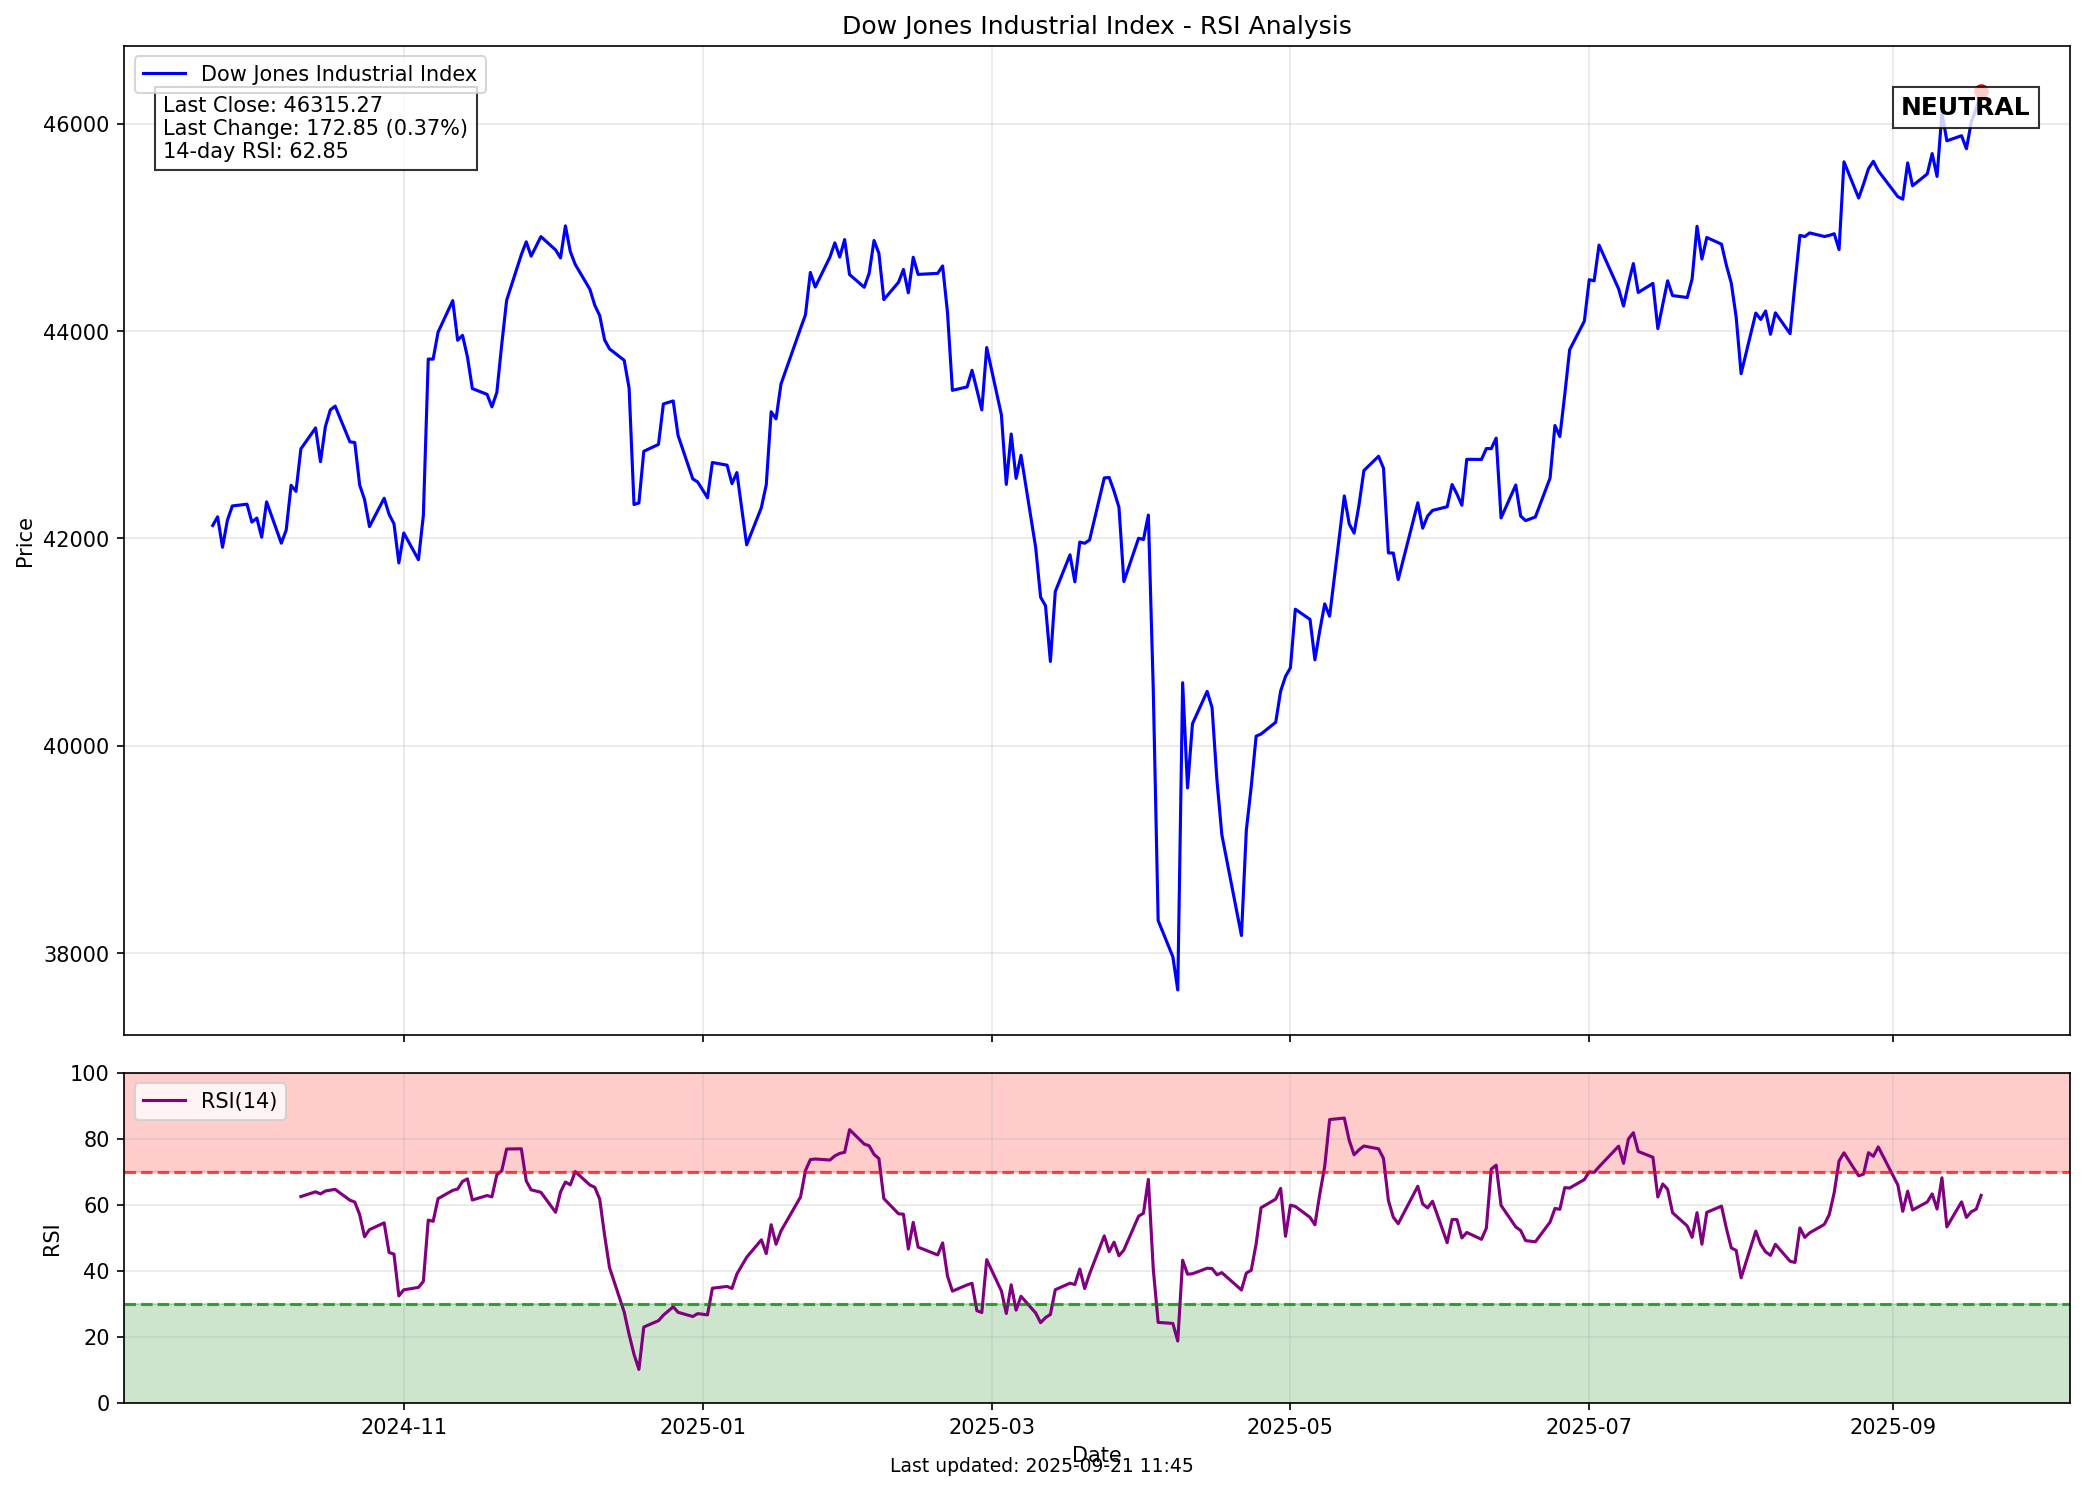 Dow Jones Industrial Index - RSI Analysis
Dow Jones Industrial Index
Last Close: 46315.27
Last Change: 172.85 (0.37%)
14-day RSI: 62.85
NEUTRAL
Price
46000
44000
42000
40000
38000
RSI(14)
RSI
100
80
60
40
20
0
2024-11
2025-01
2025-03
2025-05
2025-07
2025-09
Date
Last updated: 2025-09-21 11:45